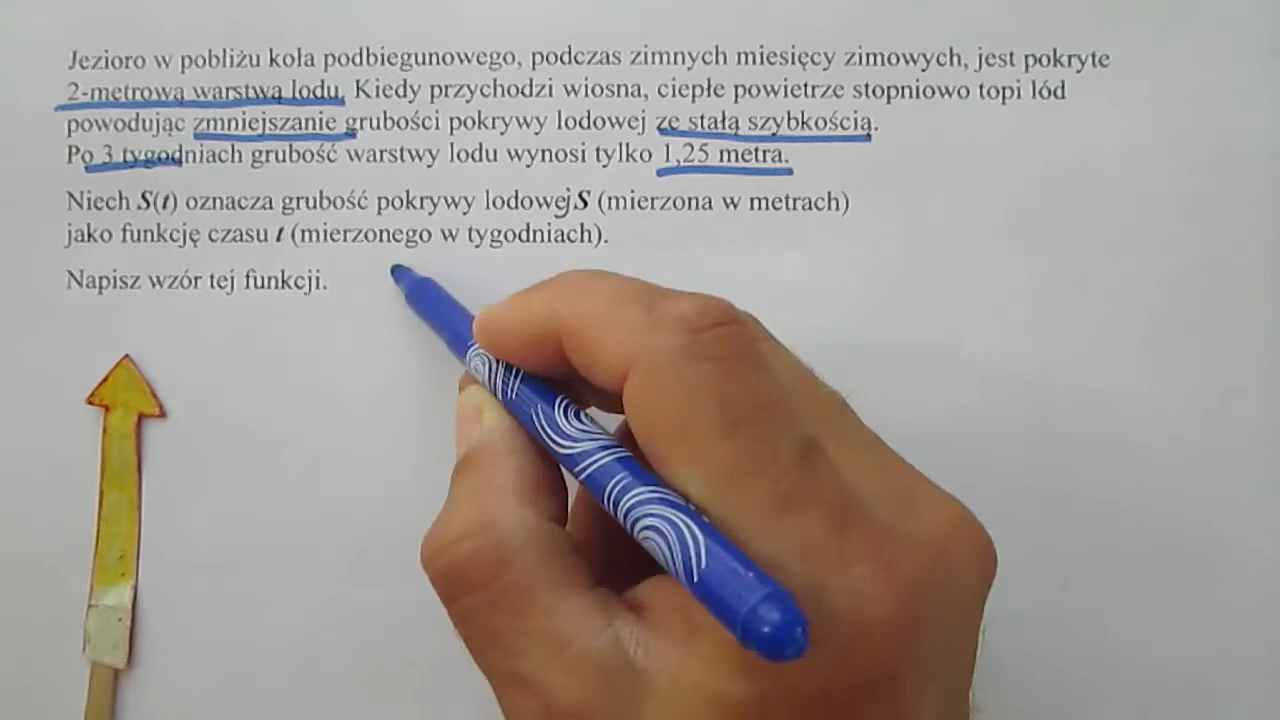 Jezioro w pobliżu koła podbiegunowego, podczas zimnych miesięcy zimowych, jest pokryte
2-metrową warstwą lodu. Kiedy przychodzi wiosna, ciepłe powietrze stopniowo topi lód
powodując zmniejszanie grubości pokrywy lodowej ze stałą szybkością.
Po 3 tygodniach grubość warstwy lodu wynosi tylko 1,25 metra.
Niech S(t) oznacza grubość pokrywy lodowej S (mierzona w metrach)
jako funkcję czasu t (mierzonego w tygodniach).
Napisz wzór tej funkcji.